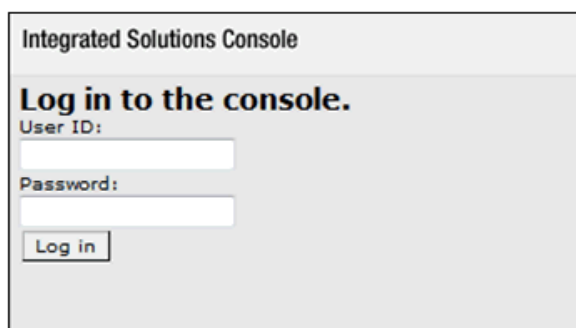 Integrated Solutions Console
Log in to the console.
User ID:
Password:
Log in